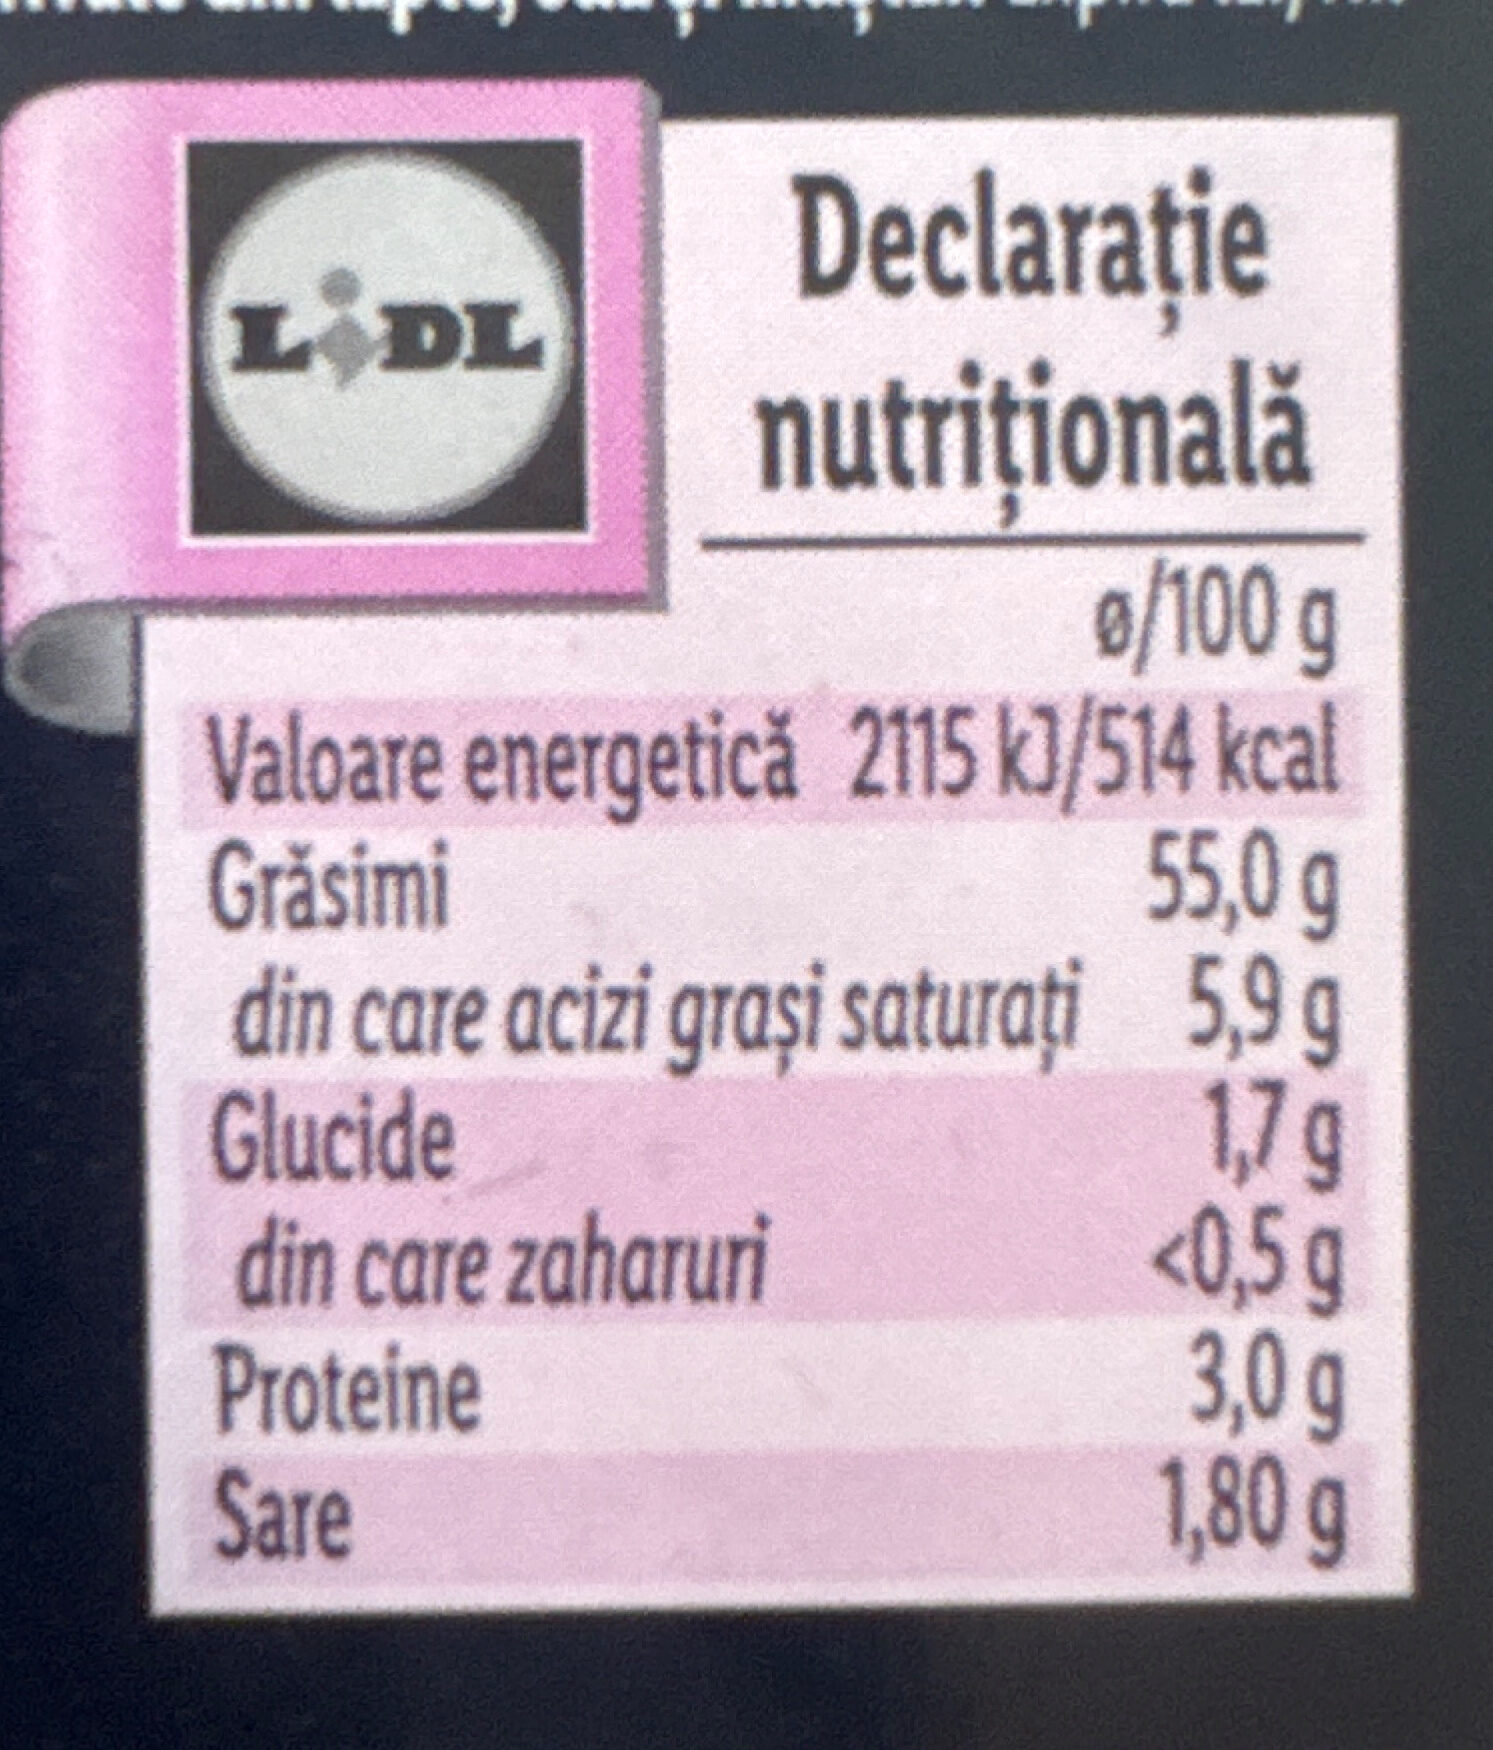 LiDL
Declarație
nutrițională
ø/100 g
Valoare energetică 2115 kJ/514 kcal
Grăsimi 55,0 g
din care acizi grași saturați 5,9 g
Glucide 1,7 g
din care zaharuri <0,5 g
Proteine 3,0 g
Sare 1,80 g